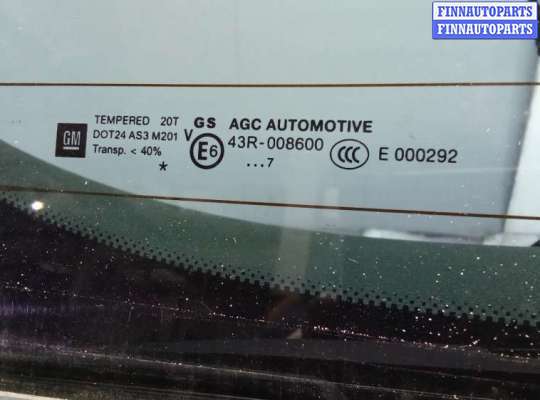 FINNAUTOPARTS
FINNAUTOPARTS
GM
TEMPERED 20T
DOT24 AS3 M201
Transp. < 40%
*
V
GS AGC AUTOMOTIVE
E6 43R-008600 CCC E 000292
...7